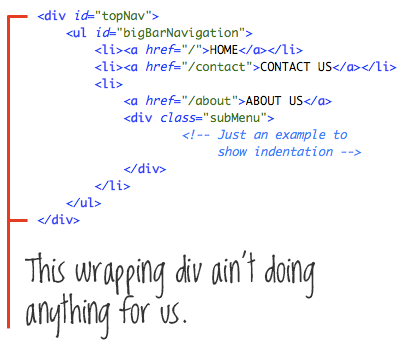 <div id="topNav">
<ul id="bigBarNavigation">
<li><a href="/">HOME</a></li>
<li><a href="/contact">CONTACT US</a></li>
<li>
<a href="/about">ABOUT US</a>
<div class="subMenu">
<!-- Just an example to
show indentation -->
</div>
</li>
</ul>
</div>
This wrapping div ain't doing
anything for us.